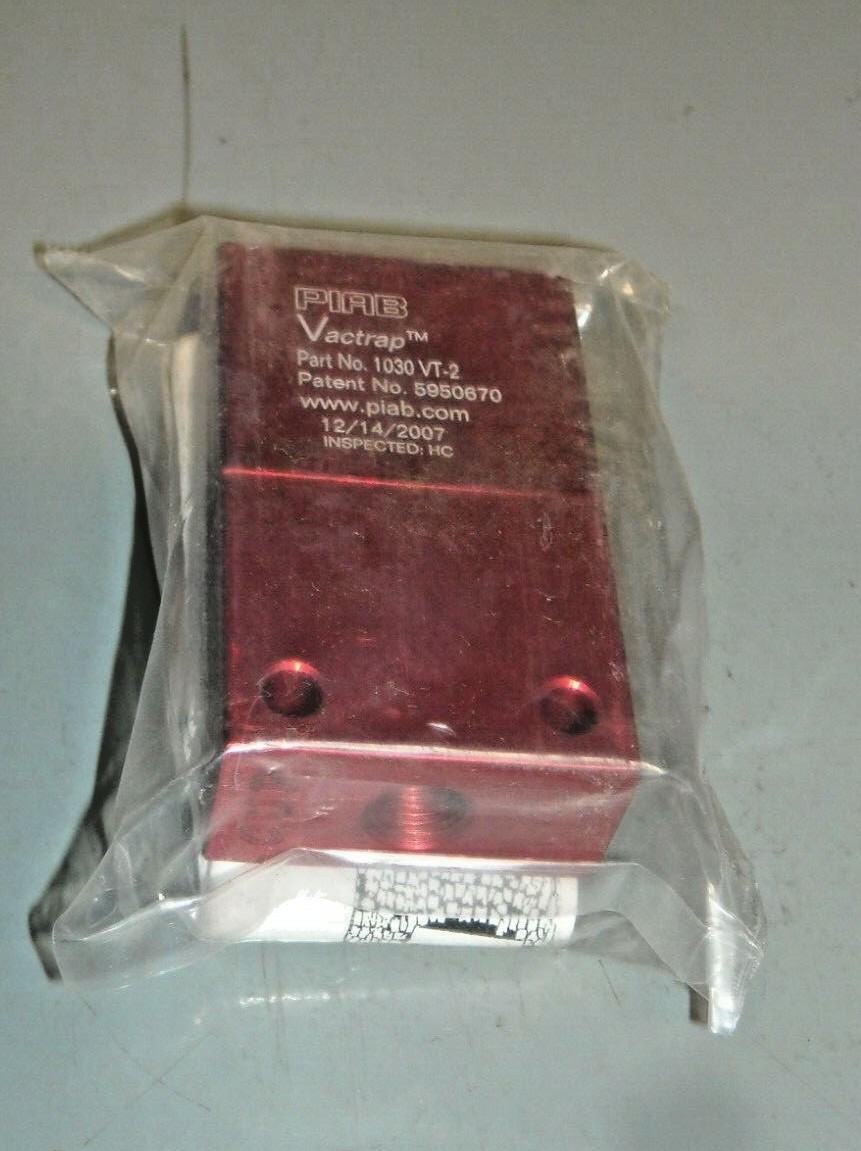 PIAB
Vactrap™
Part No. 1030 VT-2
Patent No. 5950670
www.piab.com
12/14/2007
INSPECTED: HC